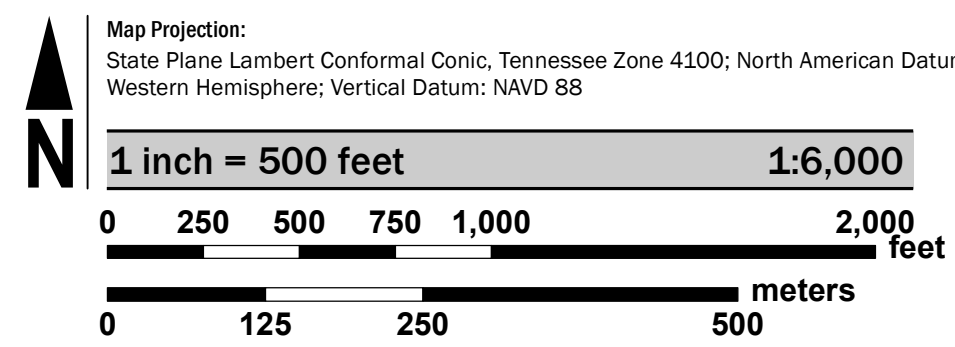 Map Projection:
State Plane Lambert Conformal Conic, Tennessee Zone 4100; North American
Western Hemisphere; Vertical Datum: NAVD 88
N
1 inch = 500 feet 1:6,000
0 250 500 750 1,000 2,000
feet
meters
0 125 250 500